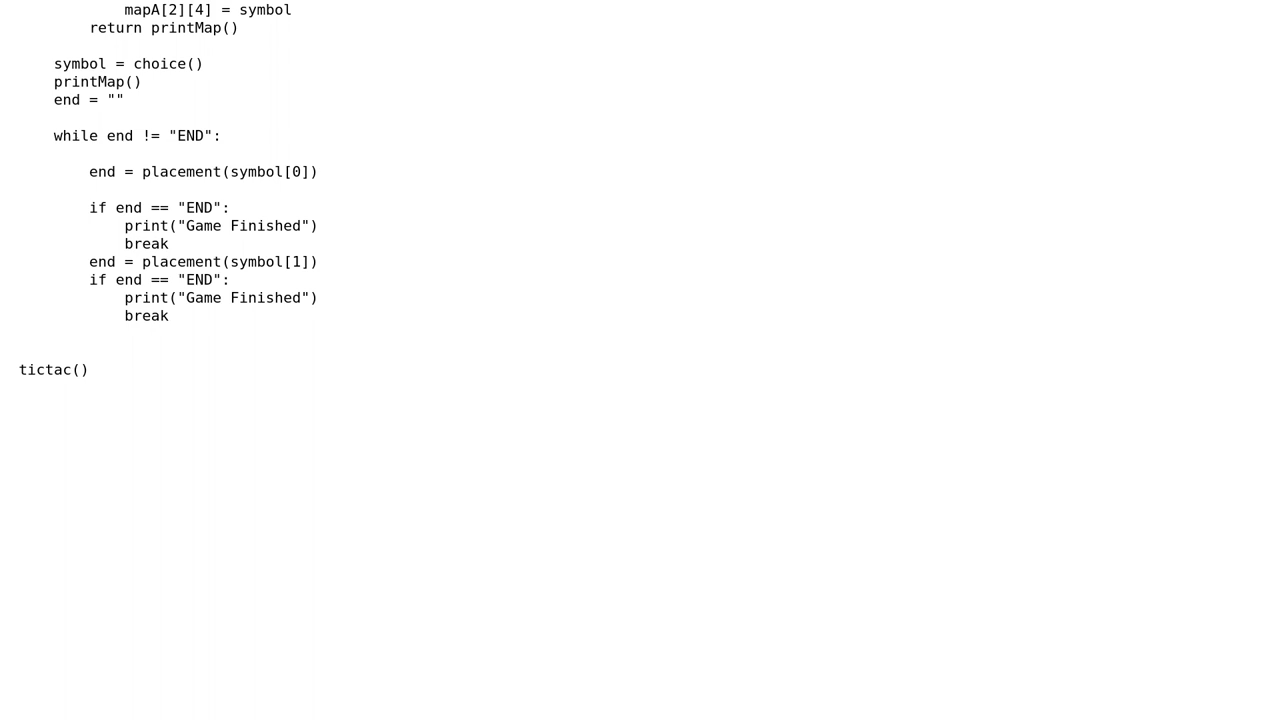 mapA[2][4] = symbol
        return printMap()

    symbol = choice()
    printMap()
    end = ""

    while end != "END":

        end = placement(symbol[0])

        if end == "END":
            print("Game Finished")
            break
        end = placement(symbol[1])
        if end == "END":
            print("Game Finished")
            break


tictac()